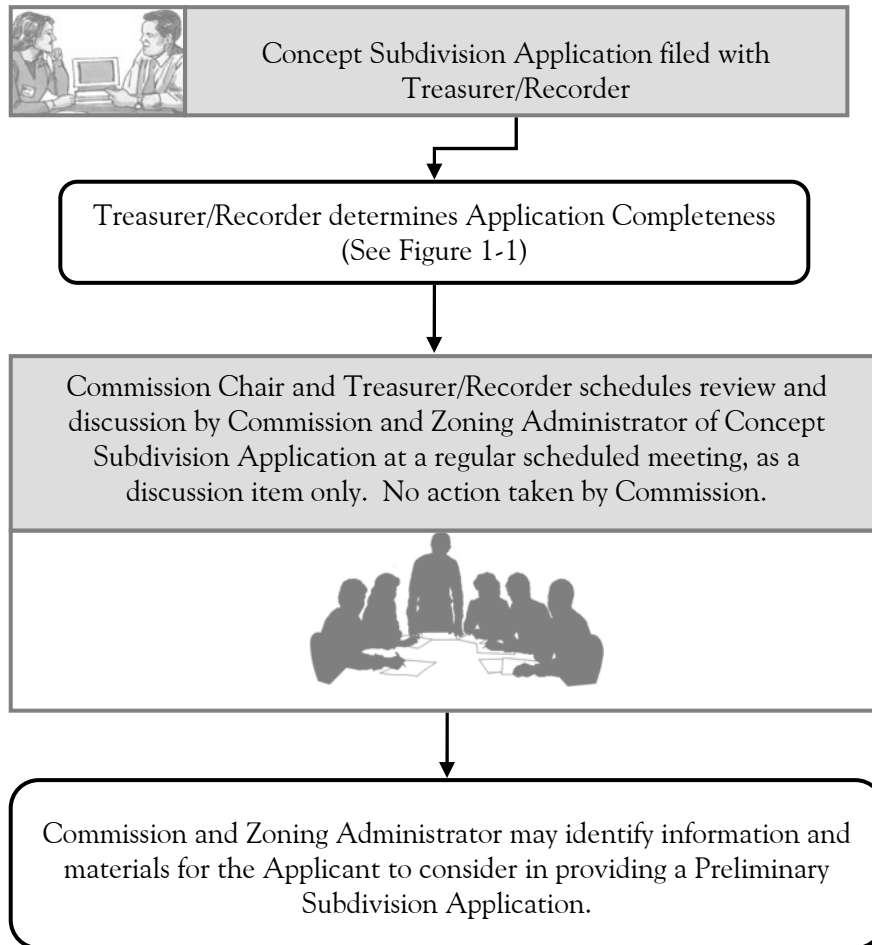 Concept Subdivision Application filed with
Treasurer/Recorder
Treasurer/Recorder determines Application Completeness
(See Figure 1-1)
Commission Chair and Treasurer/Recorder schedules review and
discussion by Commission and Zoning Administrator of Concept
Subdivision Application at a regular scheduled meeting, as a
discussion item only.  No action taken by Commission.
Commission and Zoning Administrator may identify information and
materials for the Applicant to consider in providing a Preliminary
Subdivision Application.